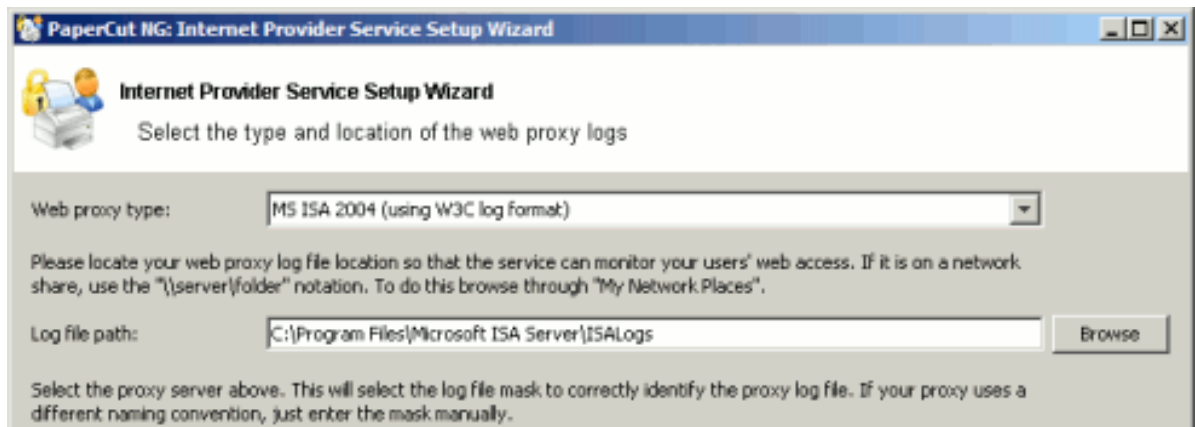 PaperCut NG: Internet Provider Service Setup Wizard
Internet Provider Service Setup Wizard
Select the type and location of the web proxy logs
Web proxy type:
MS ISA 2004 (using W3C log format)
Please locate your web proxy log file location so that the service can monitor your users' web access. If it is on a network
share, use the "\\server\folder" notation. To do this browse through "My Network Places".
Log file path:
C:\Program Files\Microsoft ISA Server\ISALogs
Browse
Select the proxy server above. This will select the log file mask to correctly identify the proxy log file. If your proxy uses a
different naming convention, just enter the mask manually.